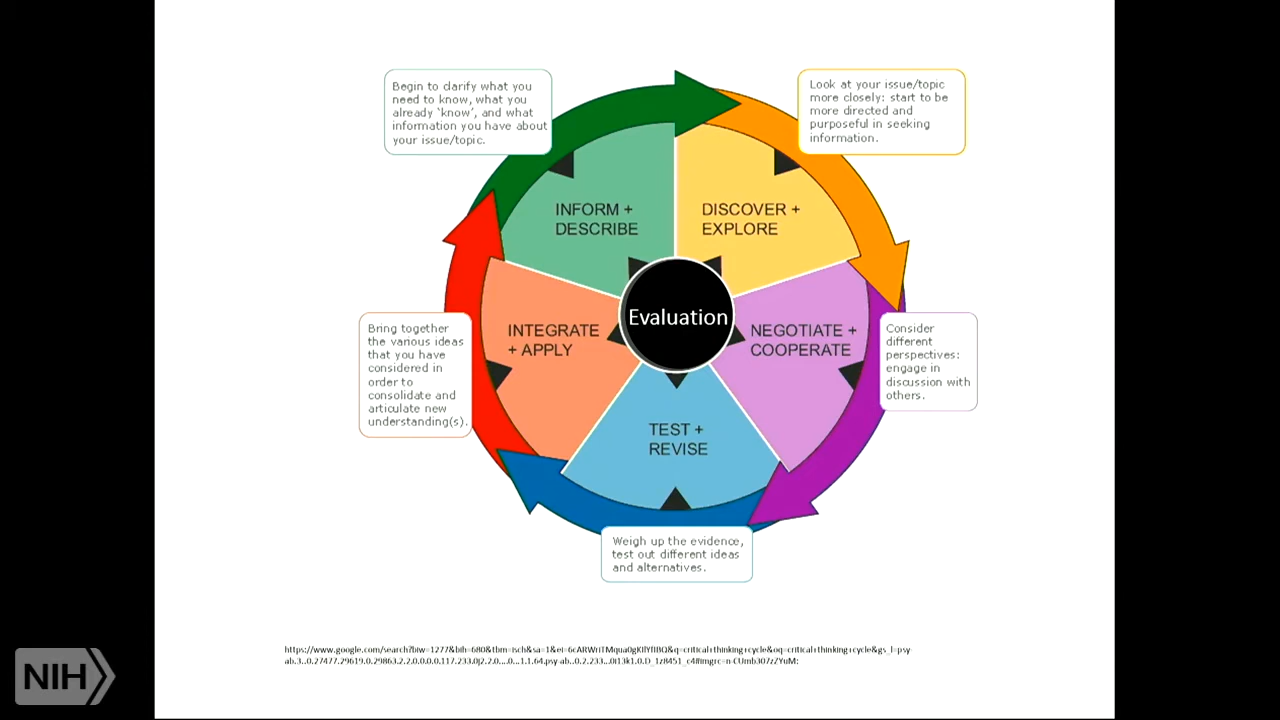 Begin to clarify what you
need to know, what you
already 'know', and what
information you have about
your issue/topic.
Look at your issue/topic
more closely: start to be
more directed and
purposeful in seeking
information.
INFORM +
DESCRIBE
DISCOVER +
EXPLORE
Evaluation
INTEGRATE
+ APPLY
NEGOTIATE +
COOPERATE
TEST +
REVISE
Bring together
the various ideas
that you have
considered in
order to
consolidate and
articulate new
understanding(s).
Consider
different
perspectives:
engage in
discussion with
others.
Weigh up the evidence,
test out different ideas
and alternatives.
NIH